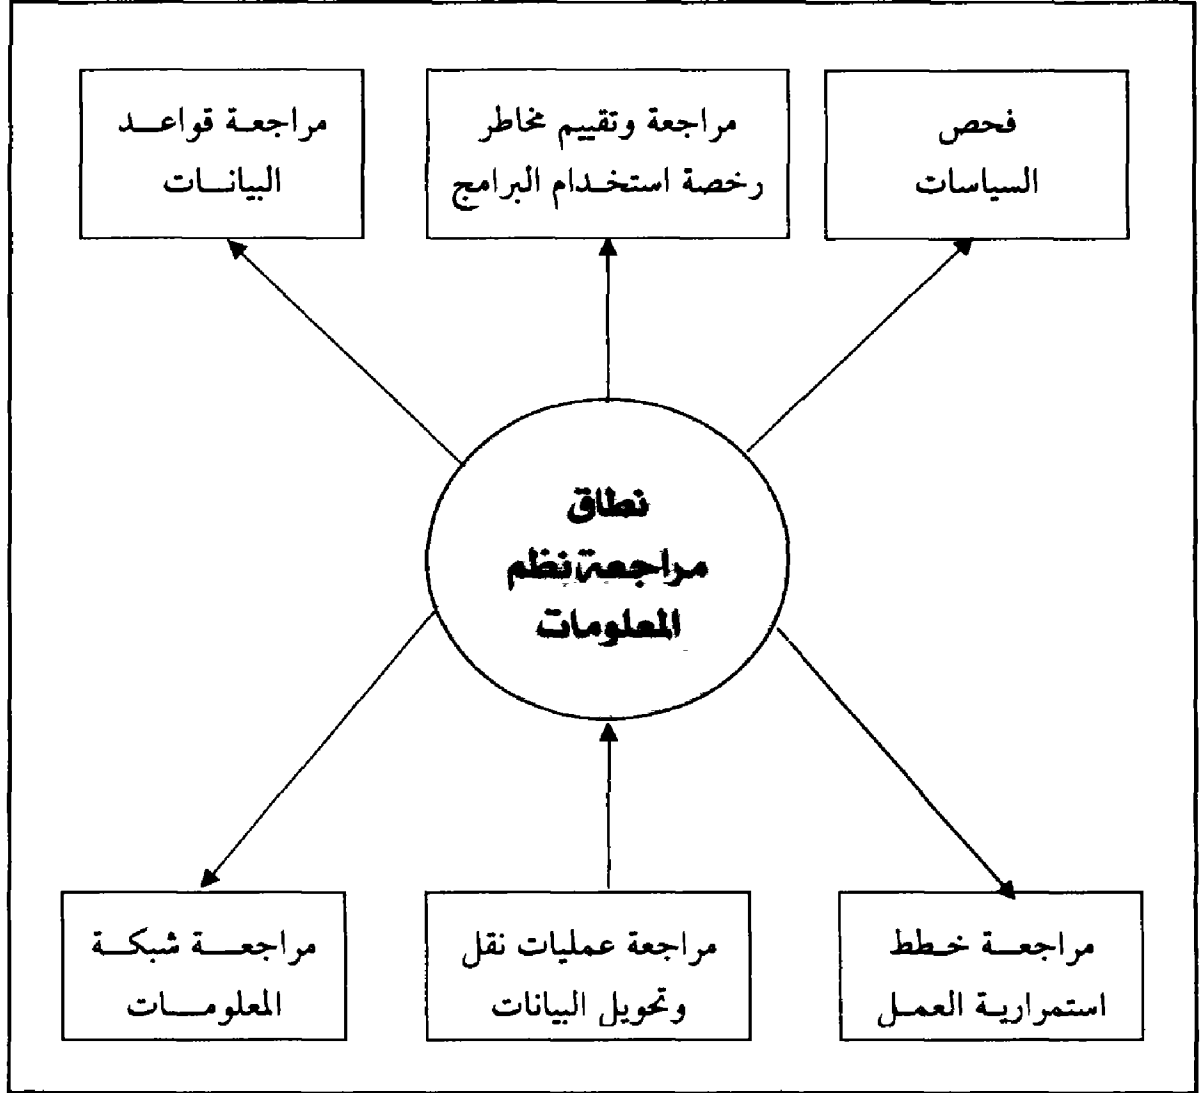 فحص
السياسات
مراجعة وتقييم مخاطر
رخصة استخدام البرامج
مراجعة قواعد
البيانات
نطاق
مراجعة نظم
المعلومات
مراجعة خطط
استمرارية العمل
مراجعة عمليات نقل
وتحويل البيانات
مراجعة شبكة
المعلومات